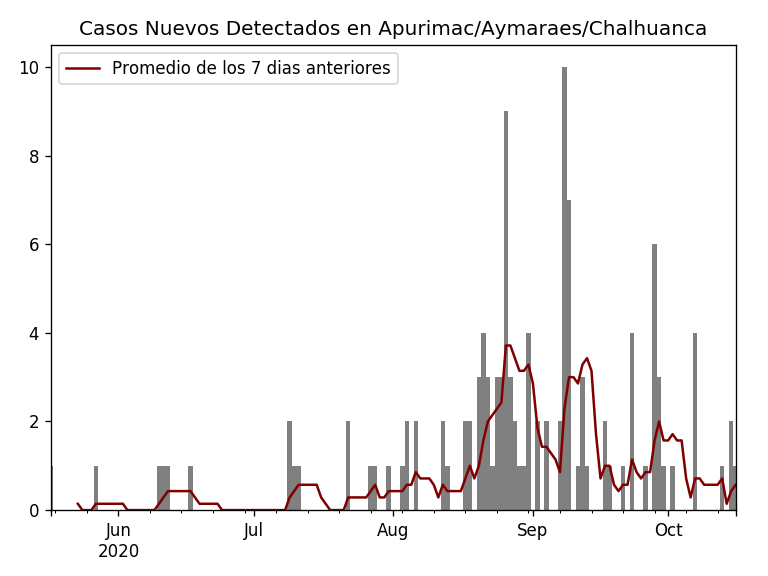 Casos Nuevos Detectados en Apurimac/Aymaraes/Chalhuanca
Promedio de los 7 dias anteriores
10
8
6
4
2
0
Jun
2020
Jul
Aug
Sep
Oct